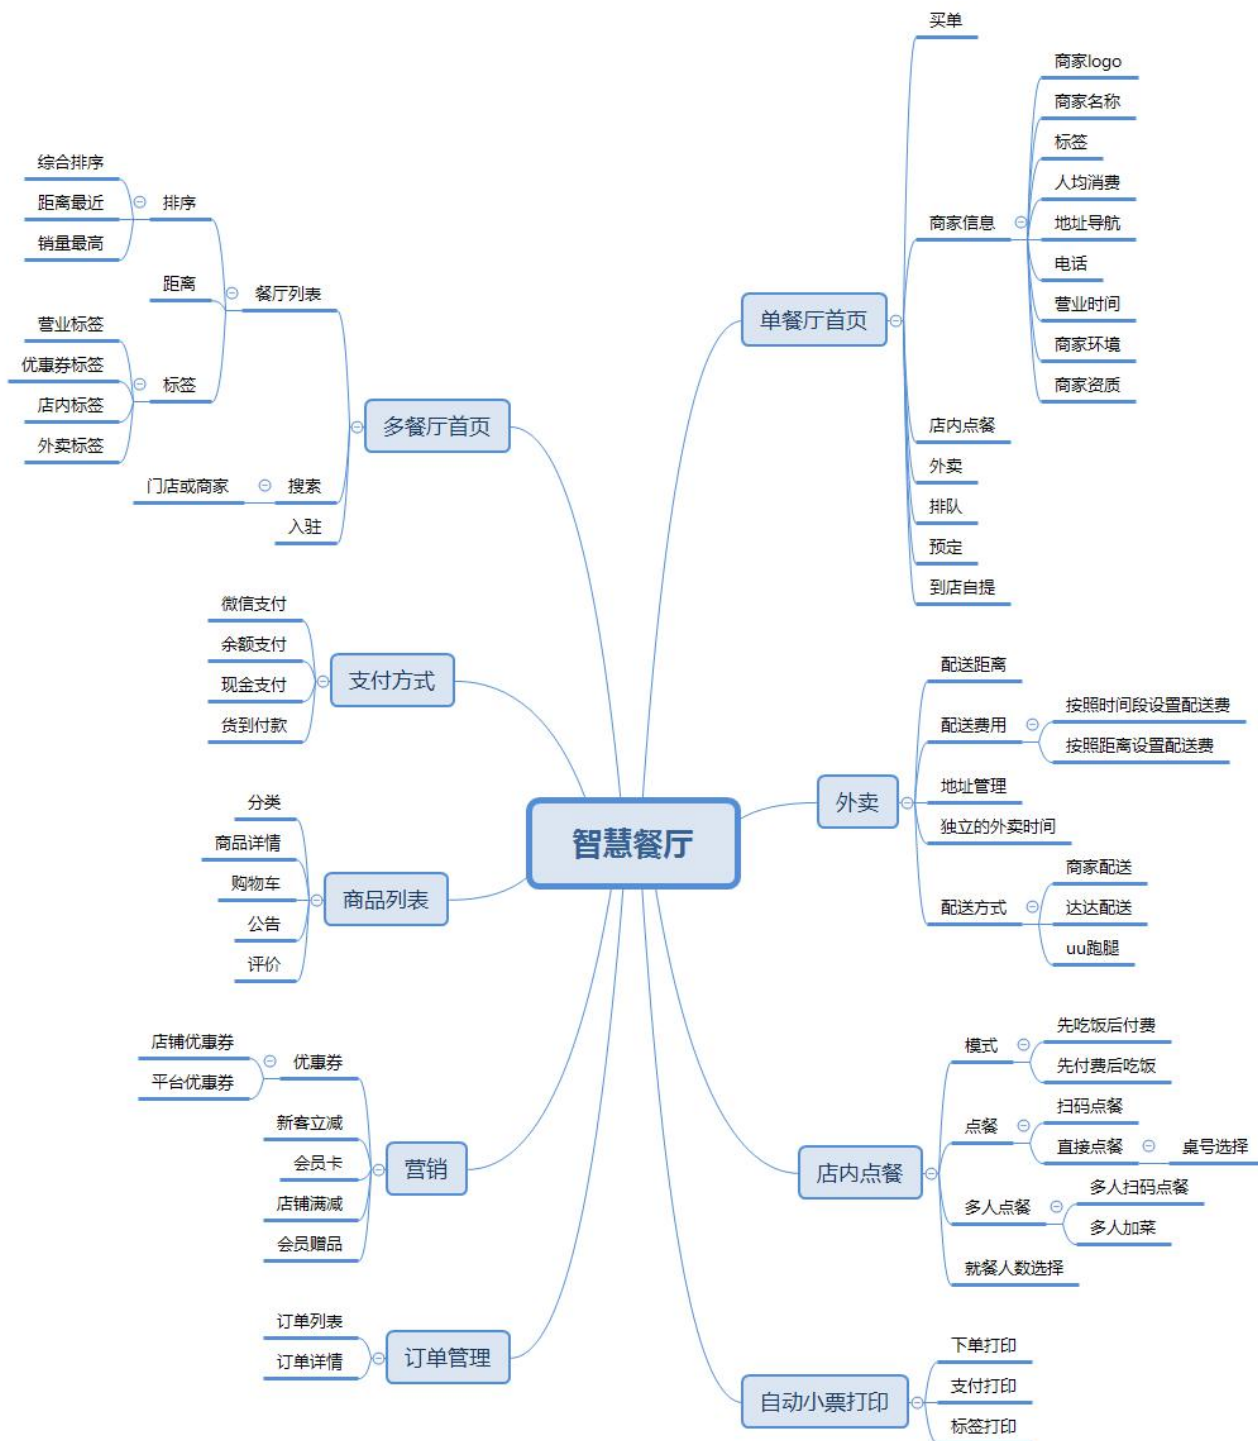 智慧餐厅
单餐厅首页
买单
商家信息
商家logo
商家名称
标签
人均消费
地址导航
电话
营业时间
商家环境
商家资质
店内点餐
外卖
排队
预定
到店自提
外卖
配送距离
配送费用
按照时间段设置配送费
按照距离设置配送费
地址管理
独立的外卖时间
配送方式
商家配送
达达配送
uu跑腿
店内点餐
模式
先吃饭后付费
先付费后吃饭
点餐
扫码点餐
直接点餐
桌号选择
多人点餐
多人扫码点餐
多人加菜
就餐人数选择
自动小票打印
下单打印
支付打印
标签打印
多餐厅首页
餐厅列表
排序
综合排序
距离最近
销量最高
距离
标签
营业标签
优惠券标签
店内标签
外卖标签
搜索
门店或商家
入驻
支付方式
微信支付
余额支付
现金支付
货到付款
商品列表
分类
商品详情
购物车
公告
评价
营销
优惠券
店铺优惠券
平台优惠券
新客立减
会员卡
店铺满减
会员赠品
订单管理
订单列表
订单详情